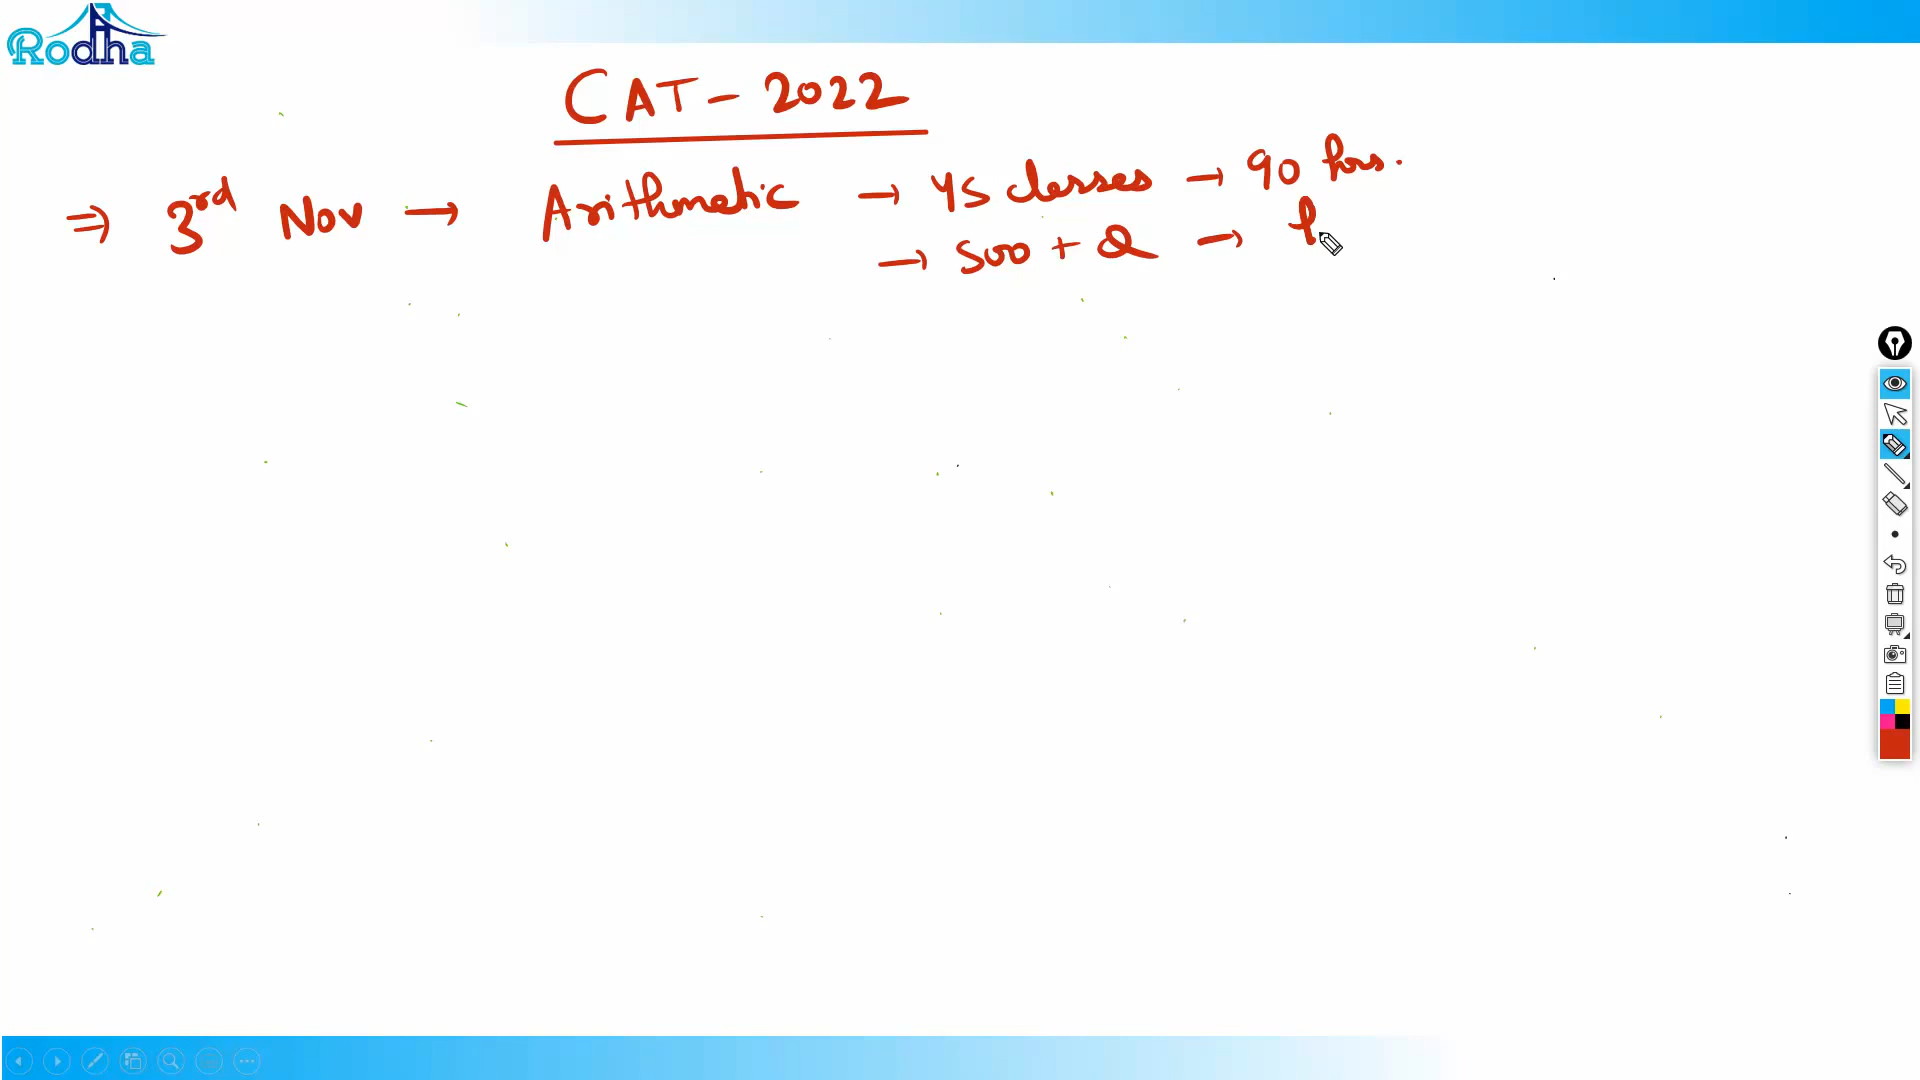 Rodha
CAT - 2022
⇒ 3rd Nov → Arithmetic → 45 classes → 90 hrs.
→ 500 + Q →